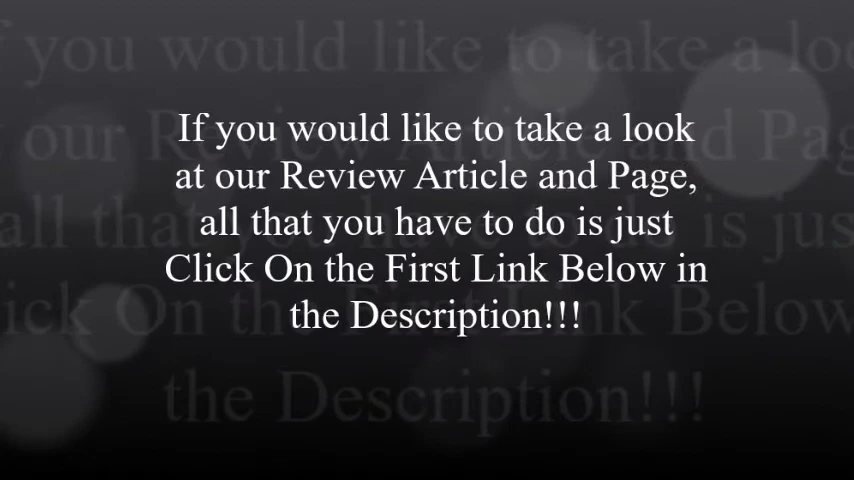 If you would like to take a look
at our Review Article and Page,
all that you have to do is just
Click On the First Link Below in
the Description!!!